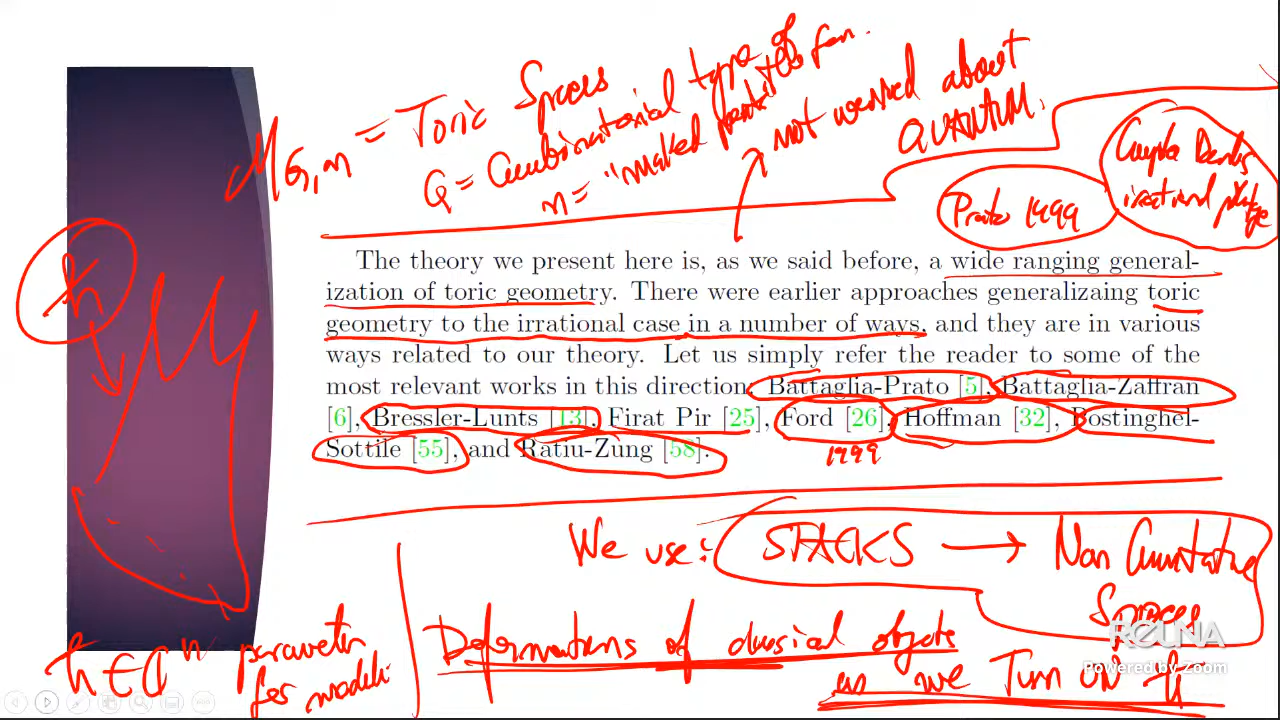 M G,n = Toric Spaces
G = Combinatorial type of the fan.
n = "marked points"
not worried about
QUANTUM.
Prato 1999
irrational
ħ
The theory we present here is, as we said before, a wide ranging general-
ization of toric geometry. There were earlier approaches generalizaing toric
geometry to the irrational case in a number of ways, and they are in various
ways related to our theory. Let us simply refer the reader to some of the
most relevant works in this direction: Battaglia-Prato [5], Battaglia-Zaffran
[6], Bressler-Lunts [13], Firat Pir [25], Ford [26], Hoffman [32], Postinghel-
Sottile [55], and Ratiu-Zung [58].
1999
We use: STACKS → Non Commutative
Spaces
Deformations of classical objects
as we Turn on ħ
ħ ∈ ℂⁿ parameter
for moduli
Powered by Zoom